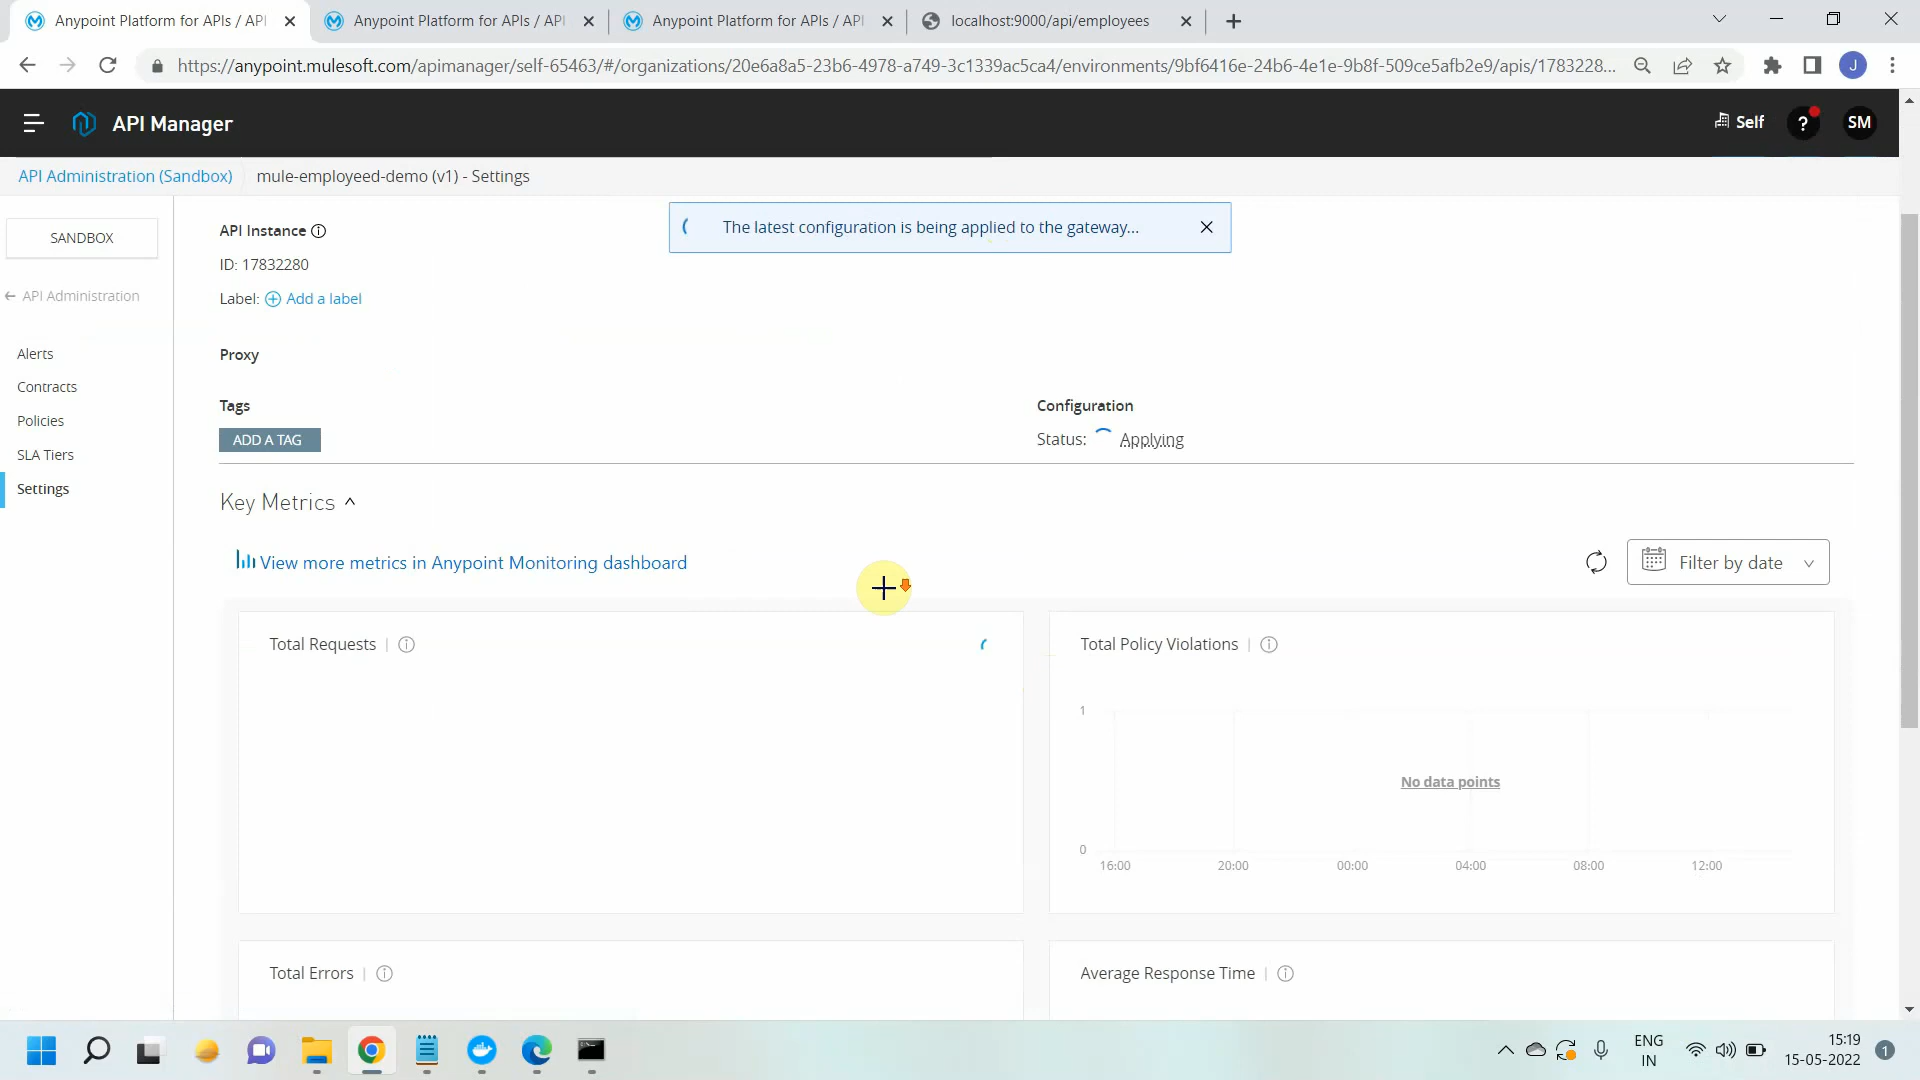 Anypoint Platform for APIs / API
Anypoint Platform for APIs / API
Anypoint Platform for APIs / API
localhost:9000/api/employees
https://anypoint.mulesoft.com/apimanager/self-65463/#/organizations/20e6a8a5-23b6-4978-a749-3c1339ac5ca4/environments/9bf6416e-24b6-4e1e-9b8f-509ce5afb2e9/apis/1783228...
J
API Manager
Self
?
SM
API Administration (Sandbox)
mule-employeed-demo (v1) - Settings
SANDBOX
API Administration
Alerts
Contracts
Policies
SLA Tiers
Settings
The latest configuration is being applied to the gateway...
API Instance
ID: 17832280
Label: Add a label
Proxy
Tags
ADD A TAG
Configuration
Status: Applying
Key Metrics
View more metrics in Anypoint Monitoring dashboard
Filter by date
Total Requests
Total Policy Violations
1
No data points
0
16:00 20:00 00:00 04:00 08:00 12:00
Total Errors
Average Response Time
ENG
IN
15:19
15-05-2022
1